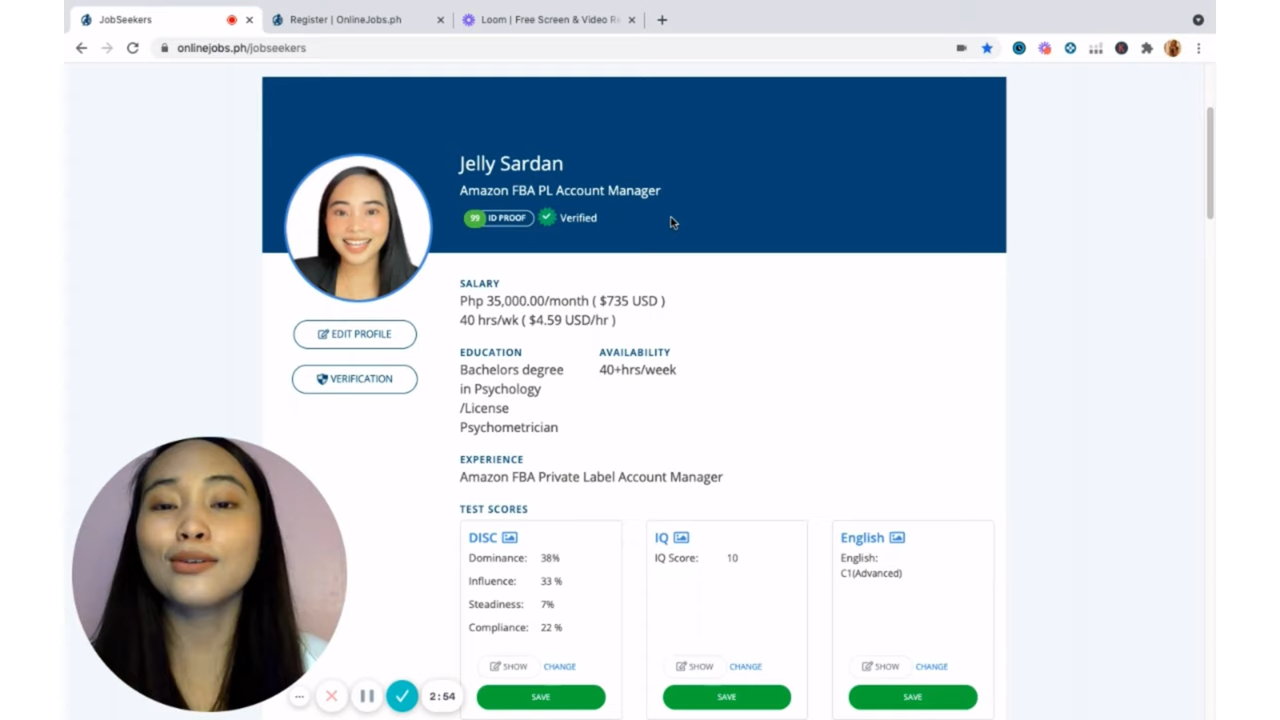 JobSeekers
Register | OnlineJobs.ph
Loom | Free Screen & Video Re
onlinejobs.ph/jobseekers
Jelly Sardan
Amazon FBA PL Account Manager
99 ID PROOF Verified
SALARY
Php 35,000.00/month ( $735 USD )
40 hrs/wk ( $4.59 USD/hr )
EDIT PROFILE
VERIFICATION
EDUCATION
Bachelors degree
in Psychology
/License
Psychometrician
AVAILABILITY
40+hrs/week
EXPERIENCE
Amazon FBA Private Label Account Manager
TEST SCORES
DISC
Dominance: 38%
Influence: 33 %
Steadiness: 7%
Compliance: 22 %
SHOW CHANGE
SAVE
IQ
IQ Score: 10
SHOW CHANGE
SAVE
English
English:
C1(Advanced)
SHOW CHANGE
SAVE
2:54